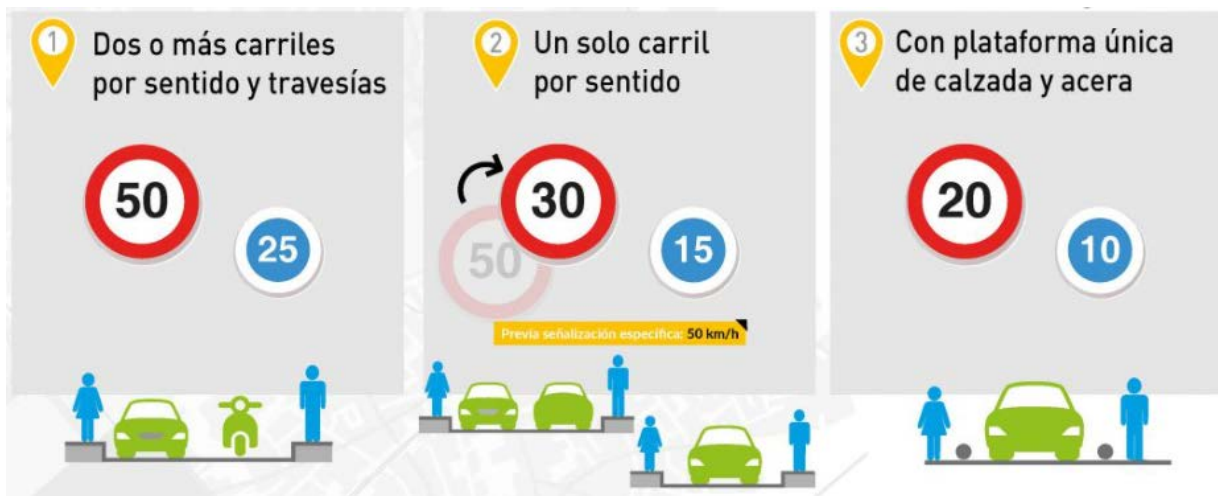 1
Dos o más carriles
por sentido y travesías
50
25
2
Un solo carril
por sentido
30
50
15
Previa señalización específica: 50 km/h
3
Con plataforma única
de calzada y acera
20
10